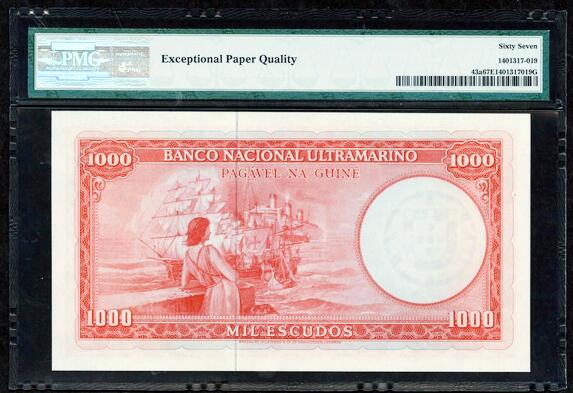 PMG
Exceptional Paper Quality
Sixty Seven
1401317-019
43a67E1401317019G
1000
BANCO NACIONAL ULTRAMARINO
1000
PAGÁVEL NA GUINÉ
1000
MIL ESCUDOS
1000